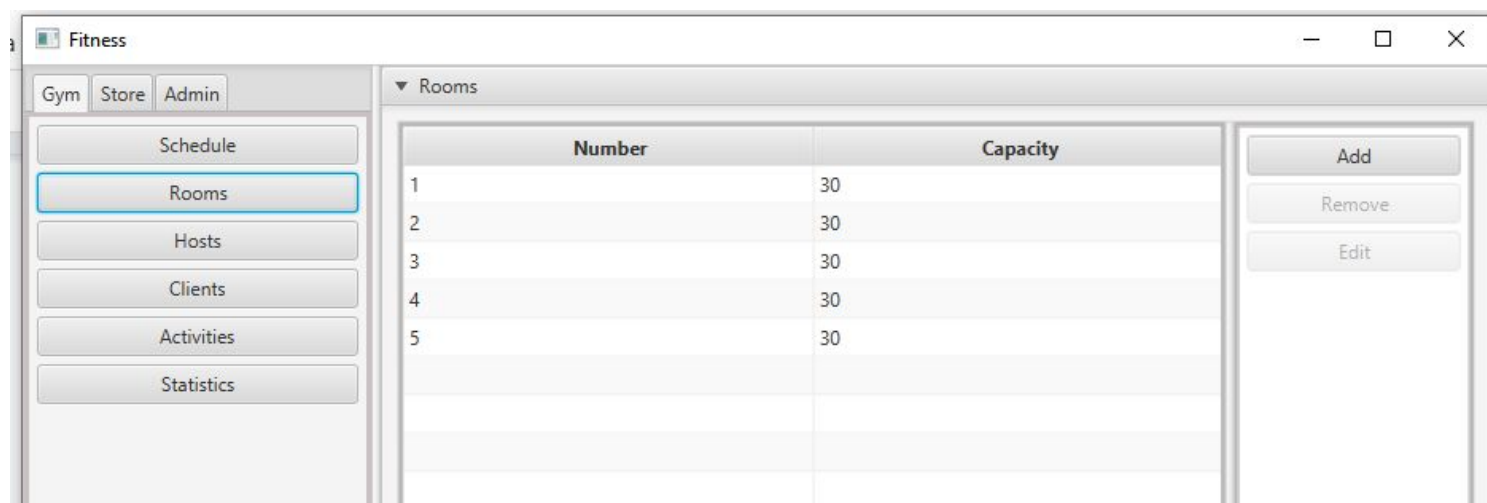 a
Fitness
Gym Store Admin
Rooms
Schedule
Rooms
Hosts
Clients
Activities
Statistics
Number Capacity
1 30
2 30
3 30
4 30
5 30
Add
Remove
Edit